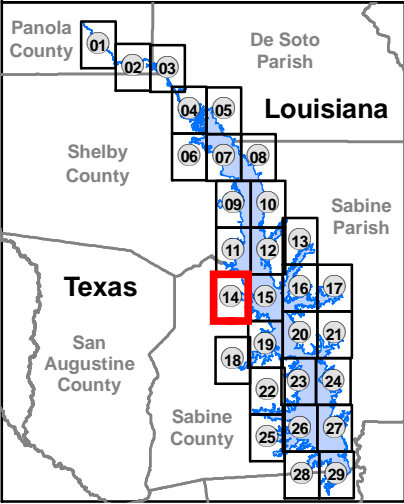 Panola
County
De Soto
Parish
Louisiana
Shelby
County
Sabine
Parish
Texas
San
Augustine
County
Sabine
County
01
02
03
04
05
06
07
08
09
10
11
12
13
14
15
16
17
18
19
20
21
22
23
24
25
26
27
28
29